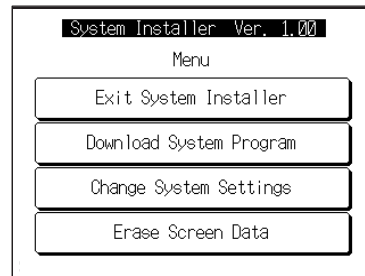 System Installer Ver. 1.00
Menu
Exit System Installer
Download System Program
Change System Settings
Erase Screen Data